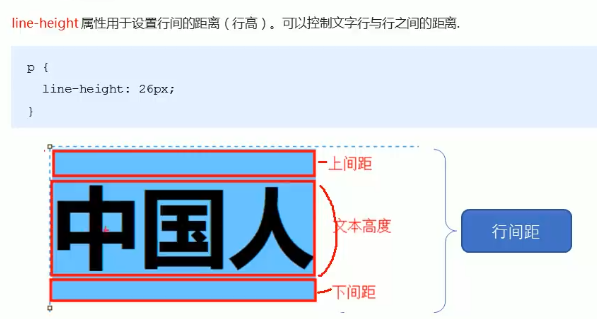 line-height 属性用于设置行间的距离（行高）。可以控制文字行与行之间的距离.
p {
line-height: 26px;
}
上间距
中国人
文本高度
行间距
下间距